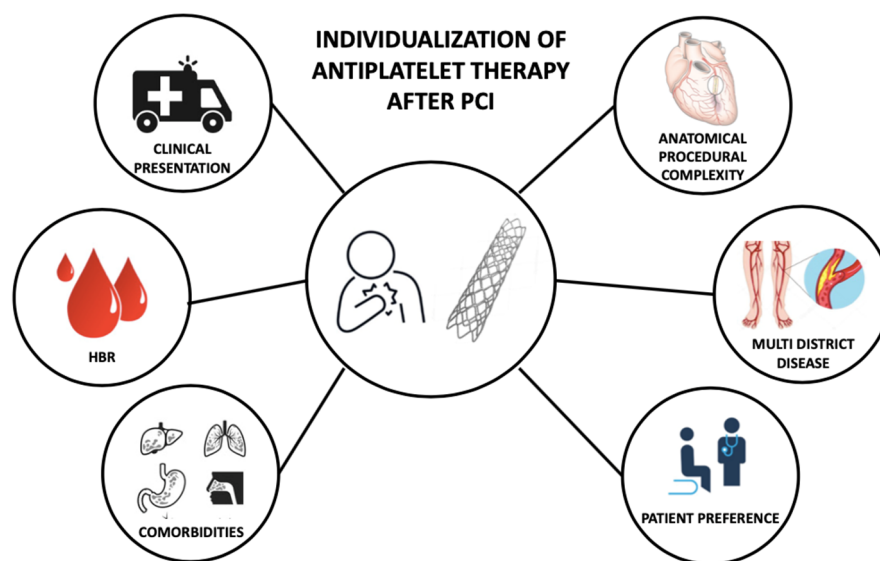 INDIVIDUALIZATION OF
ANTIPLATELET THERAPY
AFTER PCI
CLINICAL
PRESENTATION
ANATOMICAL
PROCEDURAL
COMPLEXITY
HBR
MULTI DISTRICT
DISEASE
COMORBIDITIES
PATIENT PREFERENCE